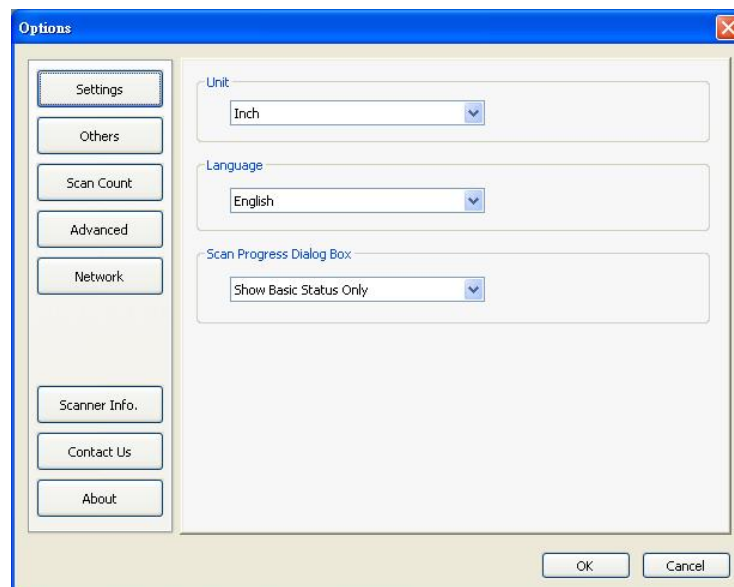 Options
Settings
Others
Scan Count
Advanced
Network
Scanner Info.
Contact Us
About
Unit
Inch
Language
English
Scan Progress Dialog Box
Show Basic Status Only
OK
Cancel